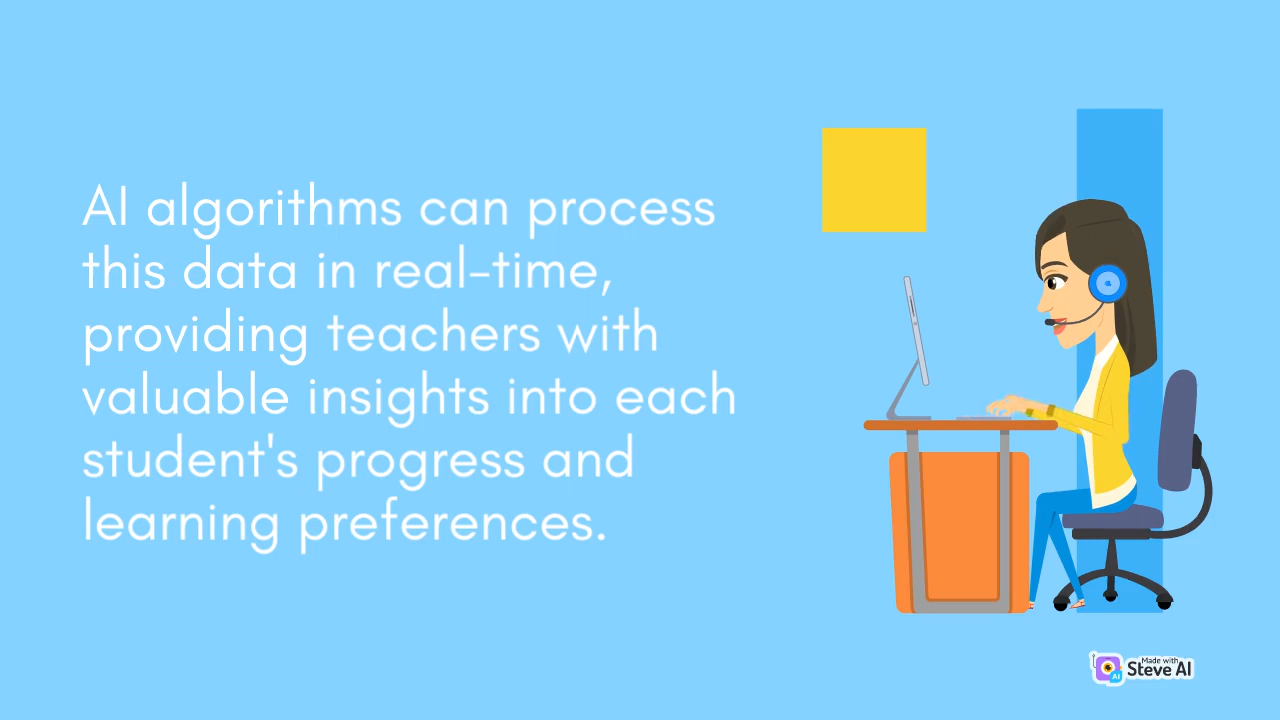 AI algorithms can process
this data in real-time,
providing teachers with
valuable insights into each
student's progress and
learning preferences.
Made with
Steve AI
AI